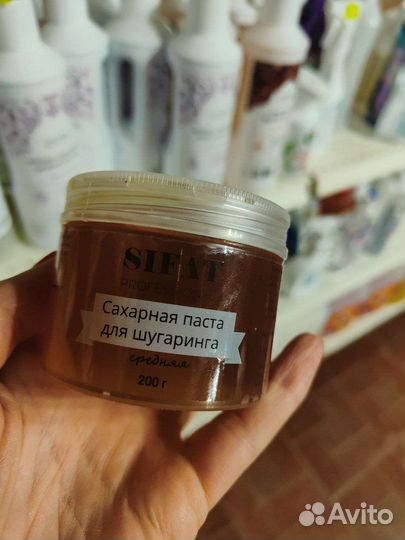 SIFAT
PROFESSIONAL
Сахарная паста
для шугаринга
средняя
200 г
Avito